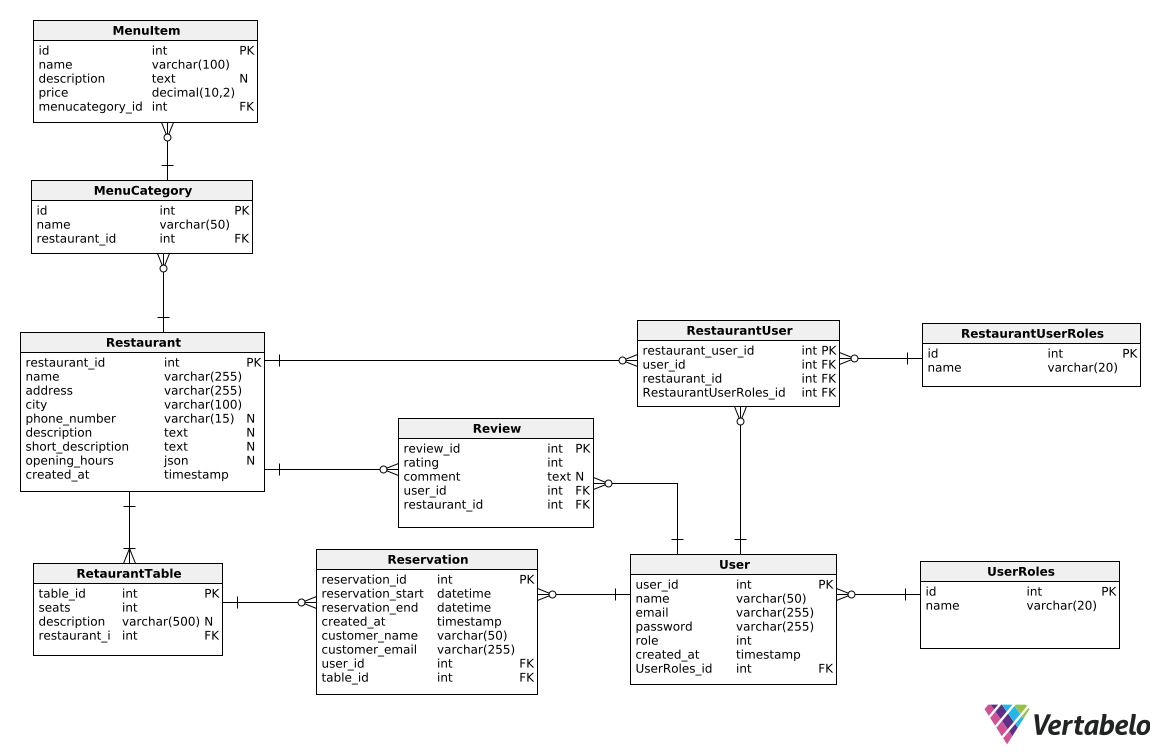 MenuItem
id int PK
name varchar(100)
description text N
price decimal(10,2)
menucategory_id int FK
MenuCategory
id int PK
name varchar(50)
restaurant_id int FK
Restaurant
restaurant_id int PK
name varchar(255)
address varchar(255)
city varchar(100)
phone_number varchar(15) N
description text N
short_description text N
opening_hours json N
created_at timestamp
RestaurantUser
restaurant_user_id int PK
user_id int FK
restaurant_id int FK
RestaurantUserRoles_id int FK
RestaurantUserRoles
id int PK
name varchar(20)
Review
review_id int PK
rating int
comment text N
user_id int FK
restaurant_id int FK
RetaurantTable
table_id int PK
seats int
description varchar(500) N
restaurant_i int FK
Reservation
reservation_id int PK
reservation_start datetime
reservation_end datetime
created_at timestamp
customer_name varchar(50)
customer_email varchar(255)
user_id int FK
table_id int FK
User
user_id int PK
name varchar(50)
email varchar(255)
password varchar(255)
role int
created_at timestamp
UserRoles_id int FK
UserRoles
id int PK
name varchar(20)
Vertabelo